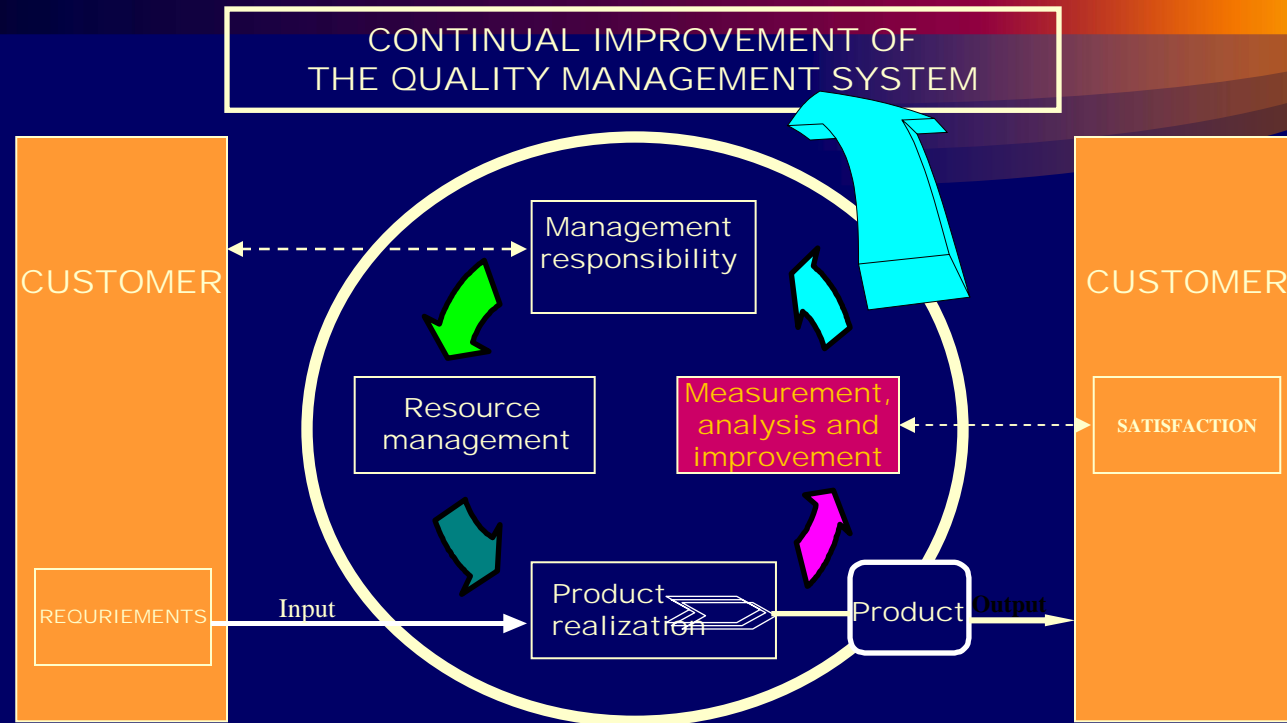 CONTINUAL IMPROVEMENT OF
THE QUALITY MANAGEMENT SYSTEM
CUSTOMER
Management
responsibility
CUSTOMER
Resource
management
Measurement,
analysis and
improvement
SATISFACTION
REQURIEMENTS
Input
Product
realization
Product
Output